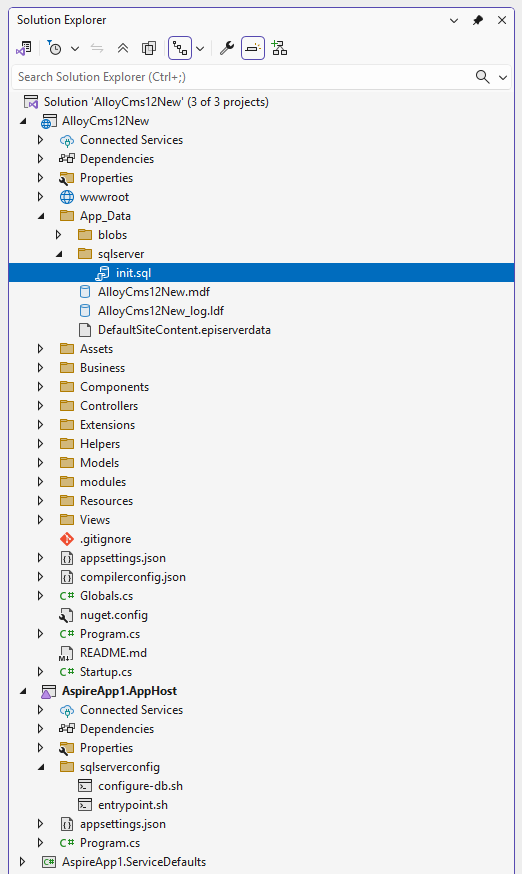 Solution Explorer
Search Solution Explorer (Ctrl+;)
Solution 'AlloyCms12New' (3 of 3 projects)
AlloyCms12New
Connected Services
Dependencies
Properties
wwwroot
App_Data
blobs
sqlserver
init.sql
AlloyCms12New.mdf
AlloyCms12New_log.ldf
DefaultSiteContent.episerverdata
Assets
Business
Components
Controllers
Extensions
Helpers
Models
modules
Resources
Views
.gitignore
appsettings.json
compilerconfig.json
C# Globals.cs
nuget.config
C# Program.cs
M↓ README.md
C# Startup.cs
AspireApp1.AppHost
Connected Services
Dependencies
Properties
sqlserverconfig
configure-db.sh
entrypoint.sh
appsettings.json
C# Program.cs
C# AspireApp1.ServiceDefaults